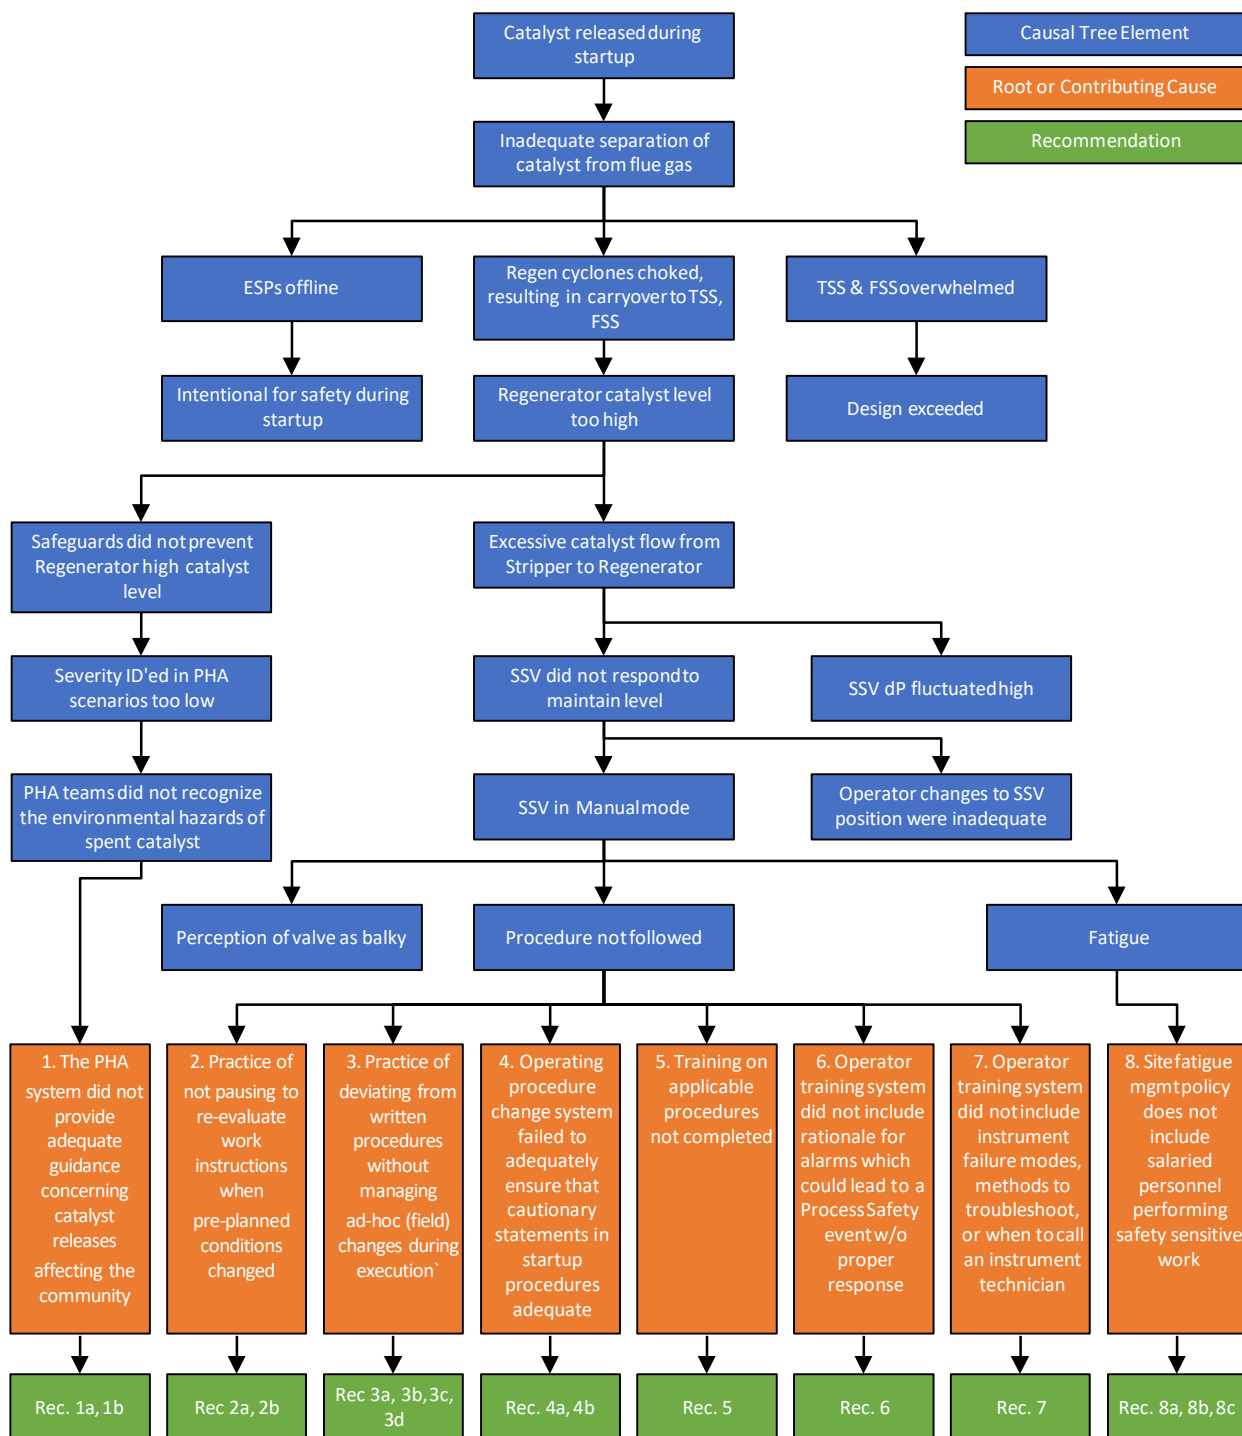 Catalyst released during
startup
Causal Tree Element
Root or Contributing Cause
Recommendation
Inadequate separation of
catalyst from flue gas
ESPs offline
Regen cyclones choked,
resulting in carryover to TSS,
FSS
TSS & FSS overwhelmed
Intentional for safety during
startup
Regenerator catalyst level
too high
Design exceeded
Safeguards did not prevent
Regenerator high catalyst
level
Excessive catalyst flow from
Stripper to Regenerator
Severity ID'ed in PHA
scenarios too low
SSV did not respond to
maintain level
SSV dP fluctuated high
PHA teams did not recognize
the environmental hazards of
spent catalyst
SSV in Manual mode
Operator changes to SSV
position were inadequate
Perception of valve as balky
Procedure not followed
Fatigue
1. The PHA
system did not
provide
adequate
guidance
concerning
catalyst
releases
affecting the
community
2. Practice of
not pausing to
re-evaluate
work
instructions
when
pre-planned
conditions
changed
3. Practice of
deviating from
written
procedures
without
managing
ad-hoc (field)
changes during
execution`
4. Operating
procedure
change system
failed to
adequately
ensure that
cautionary
statements in
startup
procedures
adequate
5. Training on
applicable
procedures
not completed
6. Operator
training system
did not include
rationale for
alarms which
could lead to a
Process Safety
event w/o
proper
response
7. Operator
training system
did not include
instrument
failure modes,
methods to
troubleshoot,
or when to call
an instrument
technician
8. Site fatigue
mgmt policy
does not
include
salaried
personnel
performing
safety sensitive
work
Rec. 1a, 1b
Rec 2a, 2b
Rec 3a, 3b, 3c,
3d
Rec. 4a, 4b
Rec. 5
Rec. 6
Rec. 7
Rec. 8a, 8b, 8c